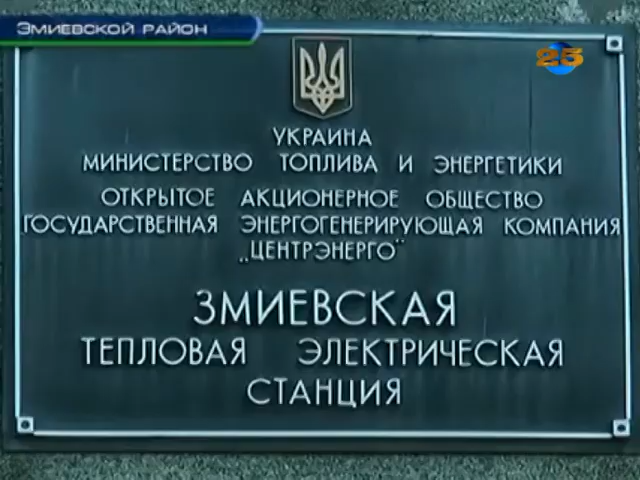 Змиевской район
25
УКРАИНА
МИНИСТЕРСТВО ТОПЛИВА И ЭНЕРГЕТИКИ
ОТКРЫТОЕ АКЦИОНЕРНОЕ ОБЩЕСТВО
ГОСУДАРСТВЕННАЯ ЭНЕРГОГЕНЕРИРУЮЩАЯ КОМПАНИЯ
„ЦЕНТРЭНЕРГО"
ЗМИЕВСКАЯ
ТЕПЛОВАЯ ЭЛЕКТРИЧЕСКАЯ
СТАНЦИЯ